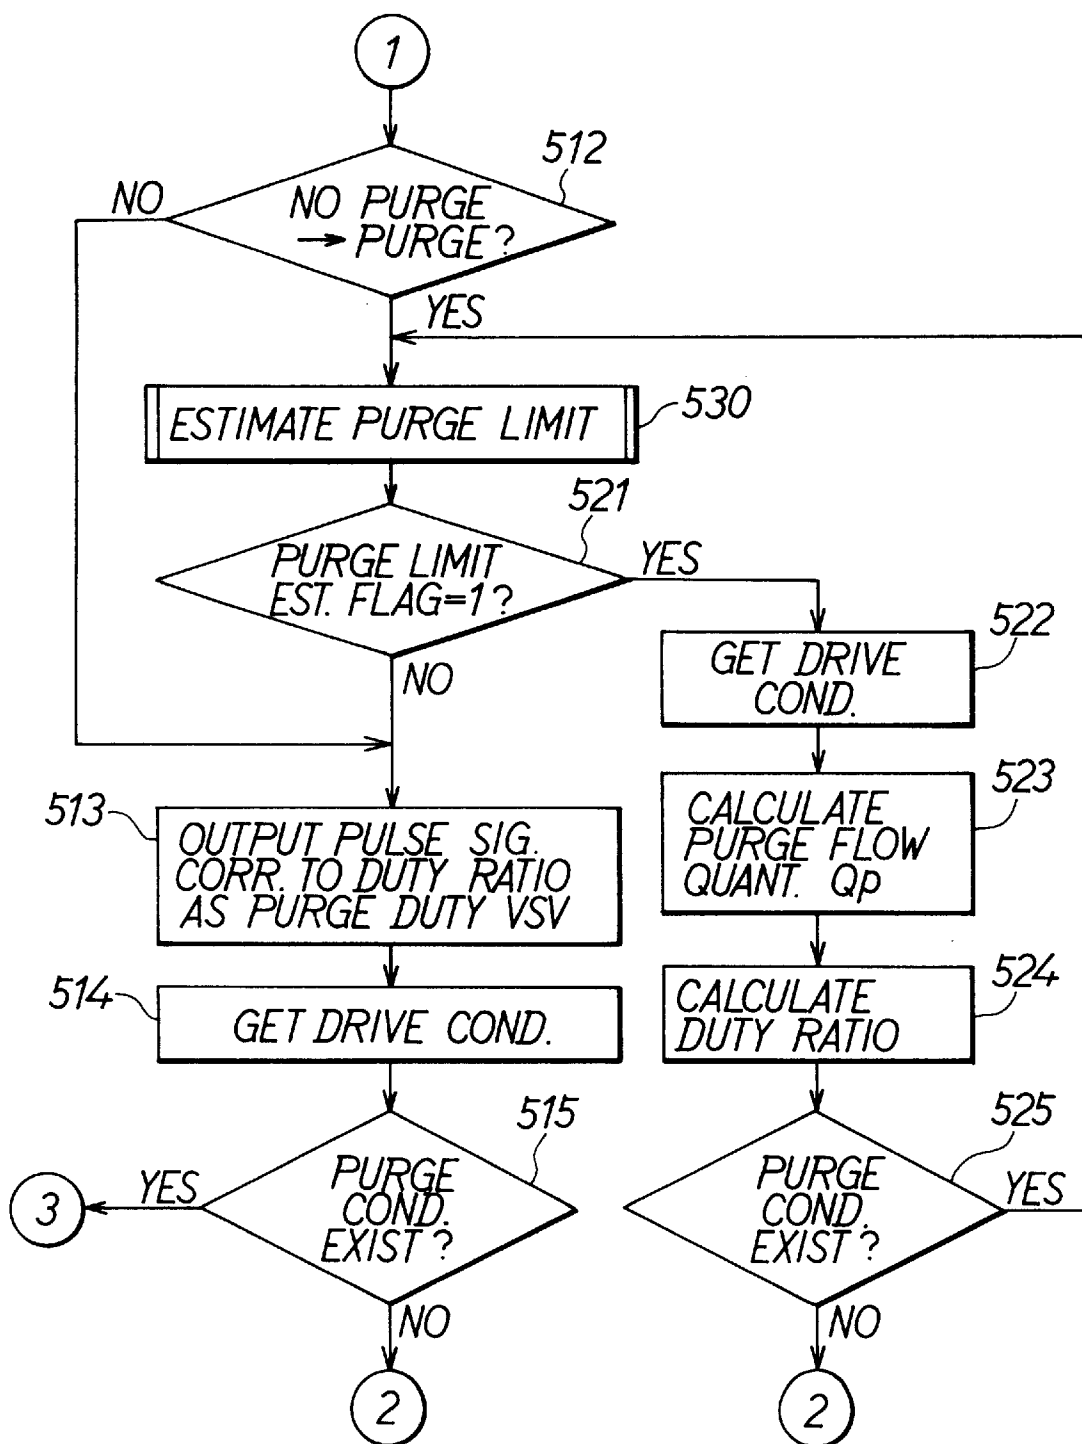 1
512
NO
NO PURGE
→ PURGE?
YES
ESTIMATE PURGE LIMIT
530
521
PURGE LIMIT
EST. FLAG=1?
YES
NO
522
GET DRIVE
COND.
523
CALCULATE
PURGE FLOW
QUANT. Qp
513
OUTPUT PULSE SIG.
CORR. TO DUTY RATIO
AS PURGE DUTY VSV
524
CALCULATE
DUTY RATIO
514
GET DRIVE COND.
515
PURGE
COND.
EXIST?
YES
3
NO
2
525
PURGE
COND.
EXIST?
YES
NO
2